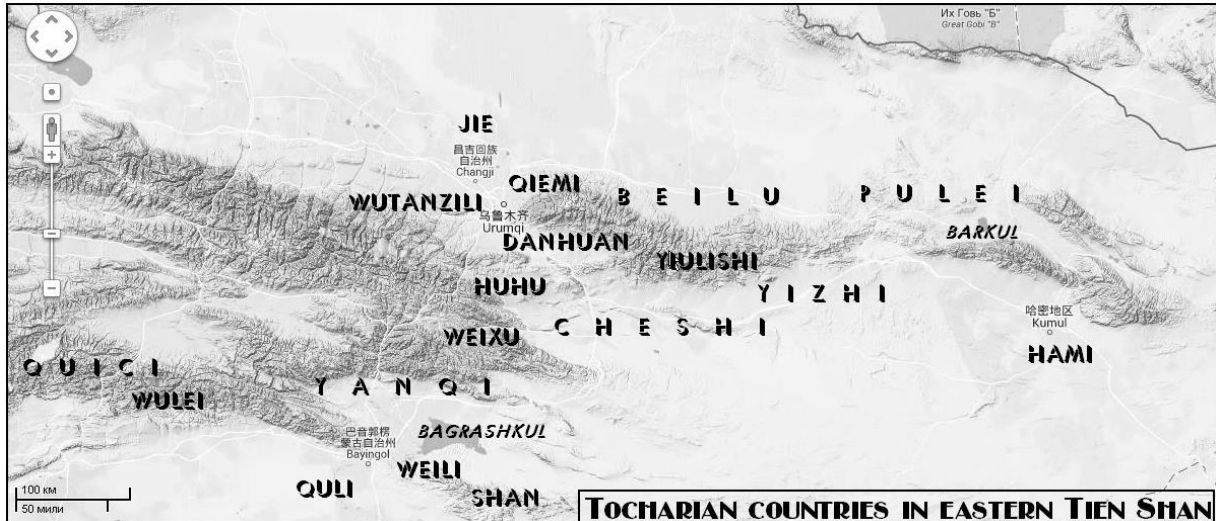 Их Говь "Б"
Great Gobi "B"
JIE
昌吉回族
自治州
Changji
QIEMI
BEILU
PULEI
WUTANZILI
乌鲁木齐
Urumqi
DANHUAN
BARKUL
YIULISHI
HUHU
YIZHI
哈密地区
Kumul
CHESHI
WEIXU
HAMI
QUICI
YANQI
WULEI
巴音郭楞
蒙古自治州
Bayingol
BAGRASHKUL
WEILI
QULI
SHAN
100 км
50 мили
TOCHARIAN COUNTRIES IN EASTERN TIEN SHAN